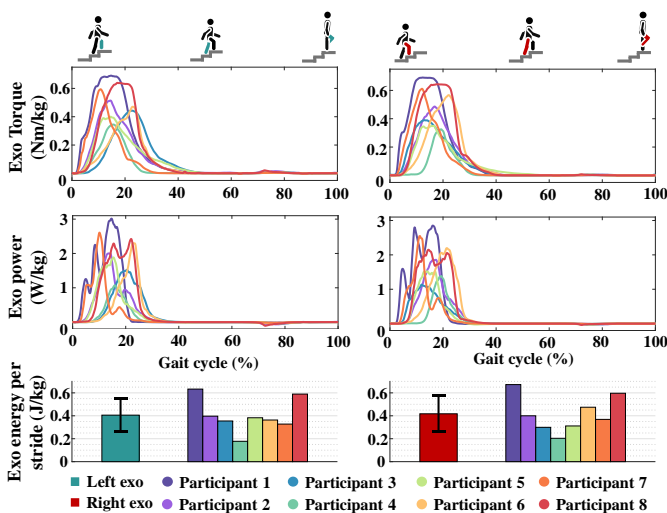 Exo Torque
(Nm/kg)
0.6
0.4
0.2
0
0 20 40 60 80 100
0.6
0.4
0.2
0
0 20 40 60 80 100
Exo power
(W/kg)
3
2
1
0
0 20 40 60 80 100
Gait cycle (%)
3
2
1
0
0 20 40 60 80 100
Gait cycle (%)
Exo energy per
stride (J/kg)
0.6
0.4
0.2
0
0.6
0.4
0.2
0
Left exo
Participant 1
Participant 3
Participant 5
Participant 7
Right exo
Participant 2
Participant 4
Participant 6
Participant 8